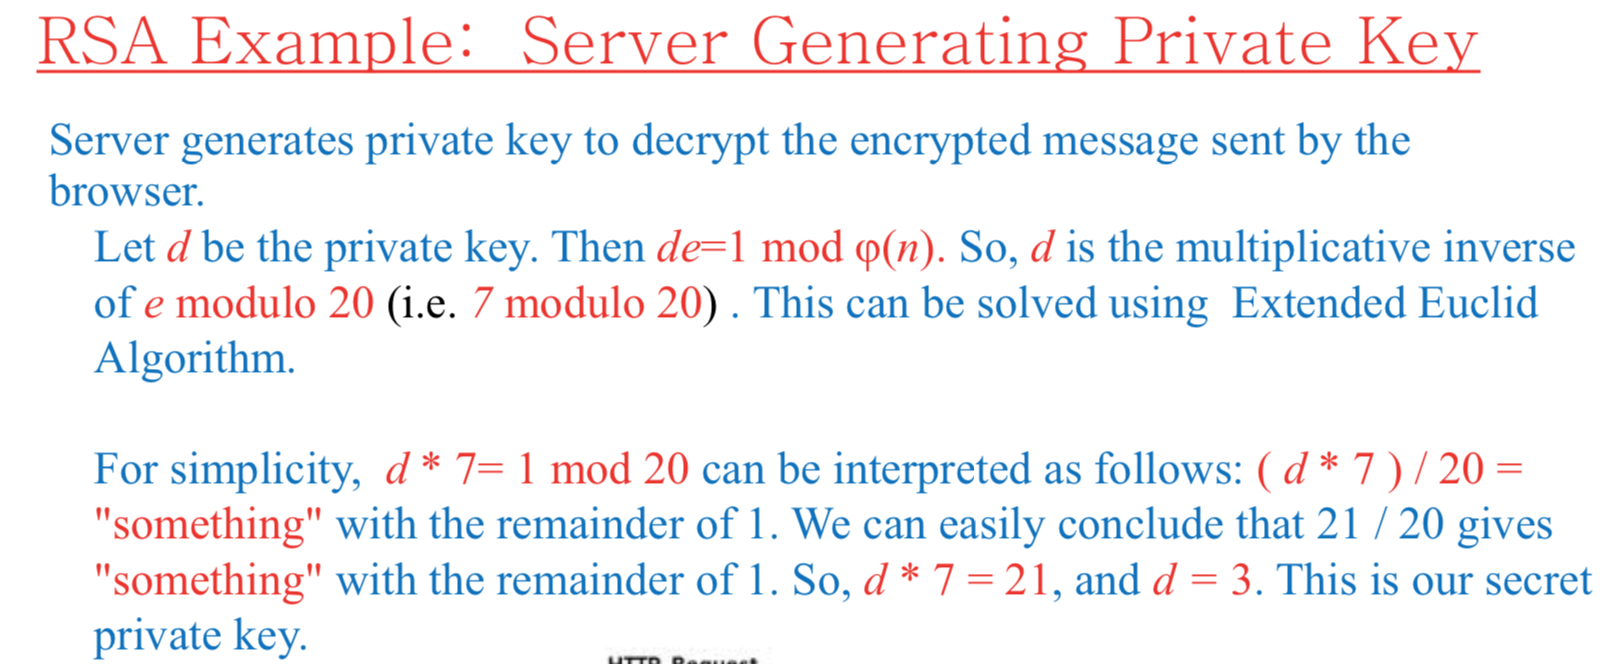 RSA Example: Server Generating Private Key
Server generates private key to decrypt the encrypted message sent by the
browser.
Let d be the private key. Then de=1 mod φ(n). So, d is the multiplicative inverse
of e modulo 20 (i.e. 7 modulo 20) . This can be solved using Extended Euclid
Algorithm.
For simplicity, d * 7= 1 mod 20 can be interpreted as follows: ( d * 7 ) / 20 =
"something" with the remainder of 1. We can easily conclude that 21 / 20 gives
"something" with the remainder of 1. So, d * 7 = 21, and d = 3. This is our secret
private key.
HTTP Request